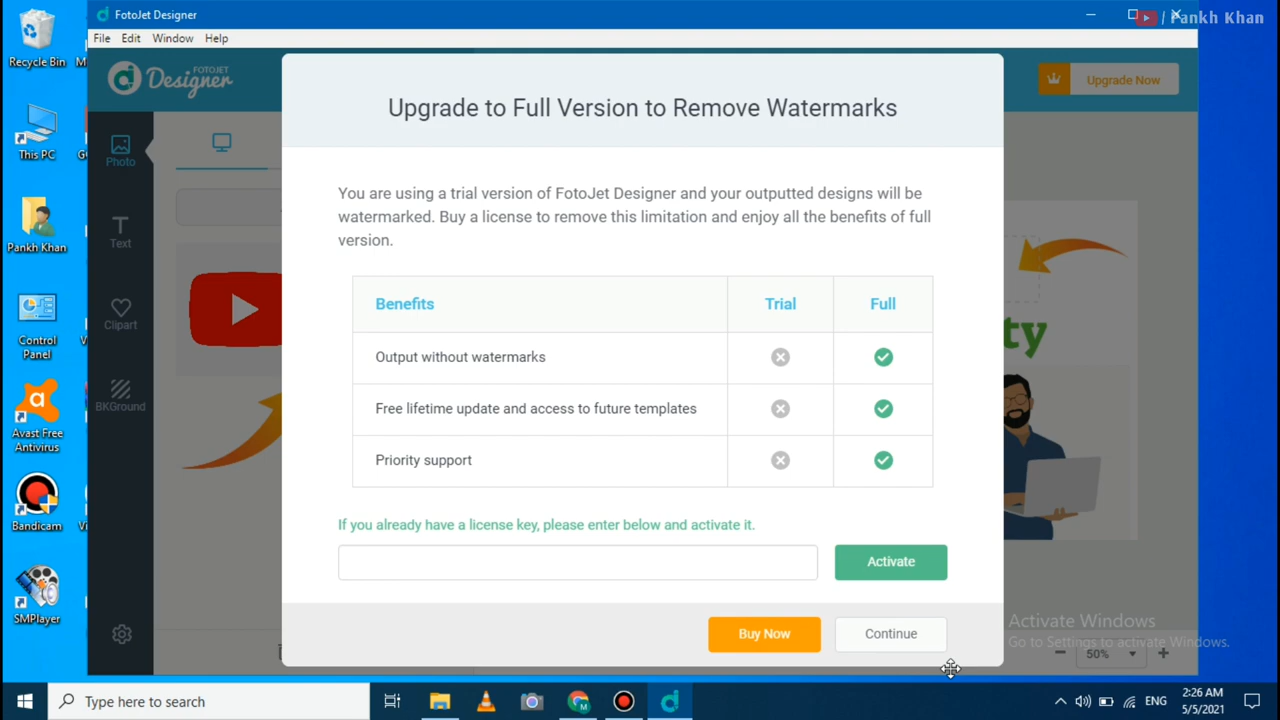 FotoJet Designer
/ Pankh Khan
File Edit Window Help
Recycle Bin
FOTOJET
Designer
Upgrade to Full Version to Remove Watermarks
Upgrade Now
This PC
Photo
You are using a trial version of FotoJet Designer and your outputted designs will be
watermarked. Buy a license to remove this limitation and enjoy all the benefits of full
version.
Pankh Khan
Text
Benefits Trial Full
Control
Panel
Clipart
Output without watermarks
Free lifetime update and access to future templates
BKGround
Avast Free
Antivirus
Priority support
Bandicam
If you already have a license key, please enter below and activate it.
Activate
SMPlayer
Buy Now
Continue
Activate Windows
Go to Settings to activate Windows.
50%
Type here to search
ENG
2:26 AM
5/5/2021